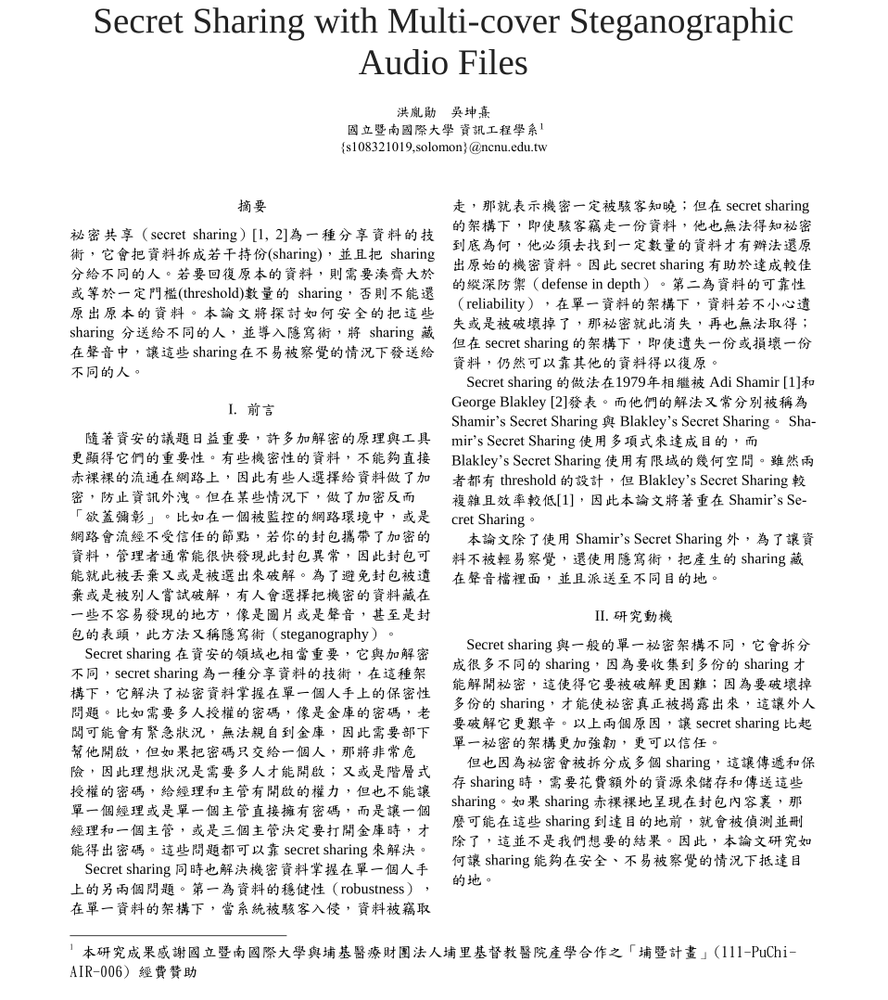 Secret Sharing with Multi-cover Steganographic
Audio Files
洪胤勛 吳坤熹
國立暨南國際大學 資訊工程學系1
{s108321019,solomon}@ncnu.edu.tw
摘要
祕密共享（secret sharing）[1, 2]為一種分享資料的技
術，它會把資料拆成若干持份(sharing)，並且把 sharing
分給不同的人。若要回復原本的資料，則需要湊齊大於
或等於一定門檻(threshold)數量的 sharing，否則不能還
原出原本的資料。本論文將探討如何安全的把這些
sharing 分送給不同的人，並導入隱寫術，將 sharing 藏
在聲音中，讓這些 sharing 在不易被察覺的情況下發送給
不同的人。
I. 前言
隨著資安的議題日益重要，許多加解密的原理與工具
更顯得它們的重要性。有些機密性的資料，不能夠直接
赤裸裸的流通在網路上，因此有些人選擇給資料做了加
密，防止資訊外洩。但在某些情況下，做了加密反而
「欲蓋彌彰」。比如在一個被監控的網路環境中，或是
網路會流經不受信任的節點，若你的封包攜帶了加密的
資料，管理者通常能很快發現此封包異常，因此封包可
能就此被丟棄又或是被選出來破解。為了避免封包被遺
棄或是被別人嘗試破解，有人會選擇把機密的資料藏在
一些不容易發現的地方，像是圖片或是聲音，甚至是封
包的表頭，此方法又稱隱寫術（steganography）。
Secret sharing 在資安的領域也相當重要，它與加解密
不同，secret sharing 為一種分享資料的技術，在這種架
構下，它解決了祕密資料掌握在單一個人手上的保密性
問題。比如需要多人授權的密碼，像是金庫的密碼，老
闆可能會有緊急狀況，無法親自到金庫，因此需要部下
幫他開啟，但如果把密碼只交給一個人，那將非常危
險，因此理想狀況是需要多人才能開啟；又或是階層式
授權的密碼，給經理和主管有開啟的權力，但也不能讓
單一個經理或是單一個主管直接擁有密碼，而是讓一個
經理和一個主管，或是三個主管決定要打開金庫時，才
能得出密碼。這些問題都可以靠 secret sharing 來解決。
Secret sharing 同時也解決機密資料掌握在單一個人手
上的另兩個問題。第一為資料的穩健性（robustness），
在單一資料的架構下，當系統被駭客入侵，資料被竊取
走，那就表示機密一定被駭客知曉；但在 secret sharing
的架構下，即使駭客竊走一份資料，他也無法得知祕密
到底為何，他必須去找到一定數量的資料才有辦法還原
出原始的機密資料。因此 secret sharing 有助於達成較佳
的縱深防禦（defense in depth）。第二為資料的可靠性
（reliability），在單一資料的架構下，資料若不小心遺
失或是被破壞掉了，那祕密就此消失，再也無法取得；
但在 secret sharing 的架構下，即使遺失一份或損壞一份
資料，仍然可以靠其他的資料得以復原。
Secret sharing 的做法在1979年相繼被 Adi Shamir [1]和
George Blakley [2]發表。而他們的解法又常分別被稱為
Shamir’s Secret Sharing 與 Blakley’s Secret Sharing。 Sha-
mir’s Secret Sharing 使用多項式來達成目的，而
Blakley’s Secret Sharing 使用有限域的幾何空間。雖然兩
者都有 threshold 的設計，但 Blakley’s Secret Sharing 較
複雜且效率較低[1]，因此本論文將著重在 Shamir’s Se-
cret Sharing。
本論文除了使用 Shamir’s Secret Sharing 外，為了讓資
料不被輕易察覺，還使用隱寫術，把產生的 sharing 藏
在聲音檔裡面，並且派送至不同目的地。
II. 研究動機
Secret sharing 與一般的單一祕密架構不同，它會拆分
成很多不同的 sharing，因為要收集到多份的 sharing 才
能解開祕密，這使得它要被破解更困難；因為要破壞掉
多份的 sharing，才能使祕密真正被揭露出來，這讓外人
要破解它更艱辛。以上兩個原因，讓 secret sharing 比起
單一祕密的架構更加強韌，更可以信任。
但也因為祕密會被拆分成多個 sharing，這讓傳遞和保
存 sharing 時，需要花費額外的資源來儲存和傳送這些
sharing。如果 sharing 赤裸裸地呈現在封包內容裏，那
麼可能在這些 sharing 到達目的地前，就會被偵測並刪
除了，這並不是我們想要的結果。因此，本論文研究如
何讓 sharing 能夠在安全、不易被察覺的情況下抵達目
的地。
1 本研究成果感謝國立暨南國際大學與埔基醫療財團法人埔里基督教醫院產學合作之「埔暨計畫」(111-PuChi-
AIR-006) 經費贊助